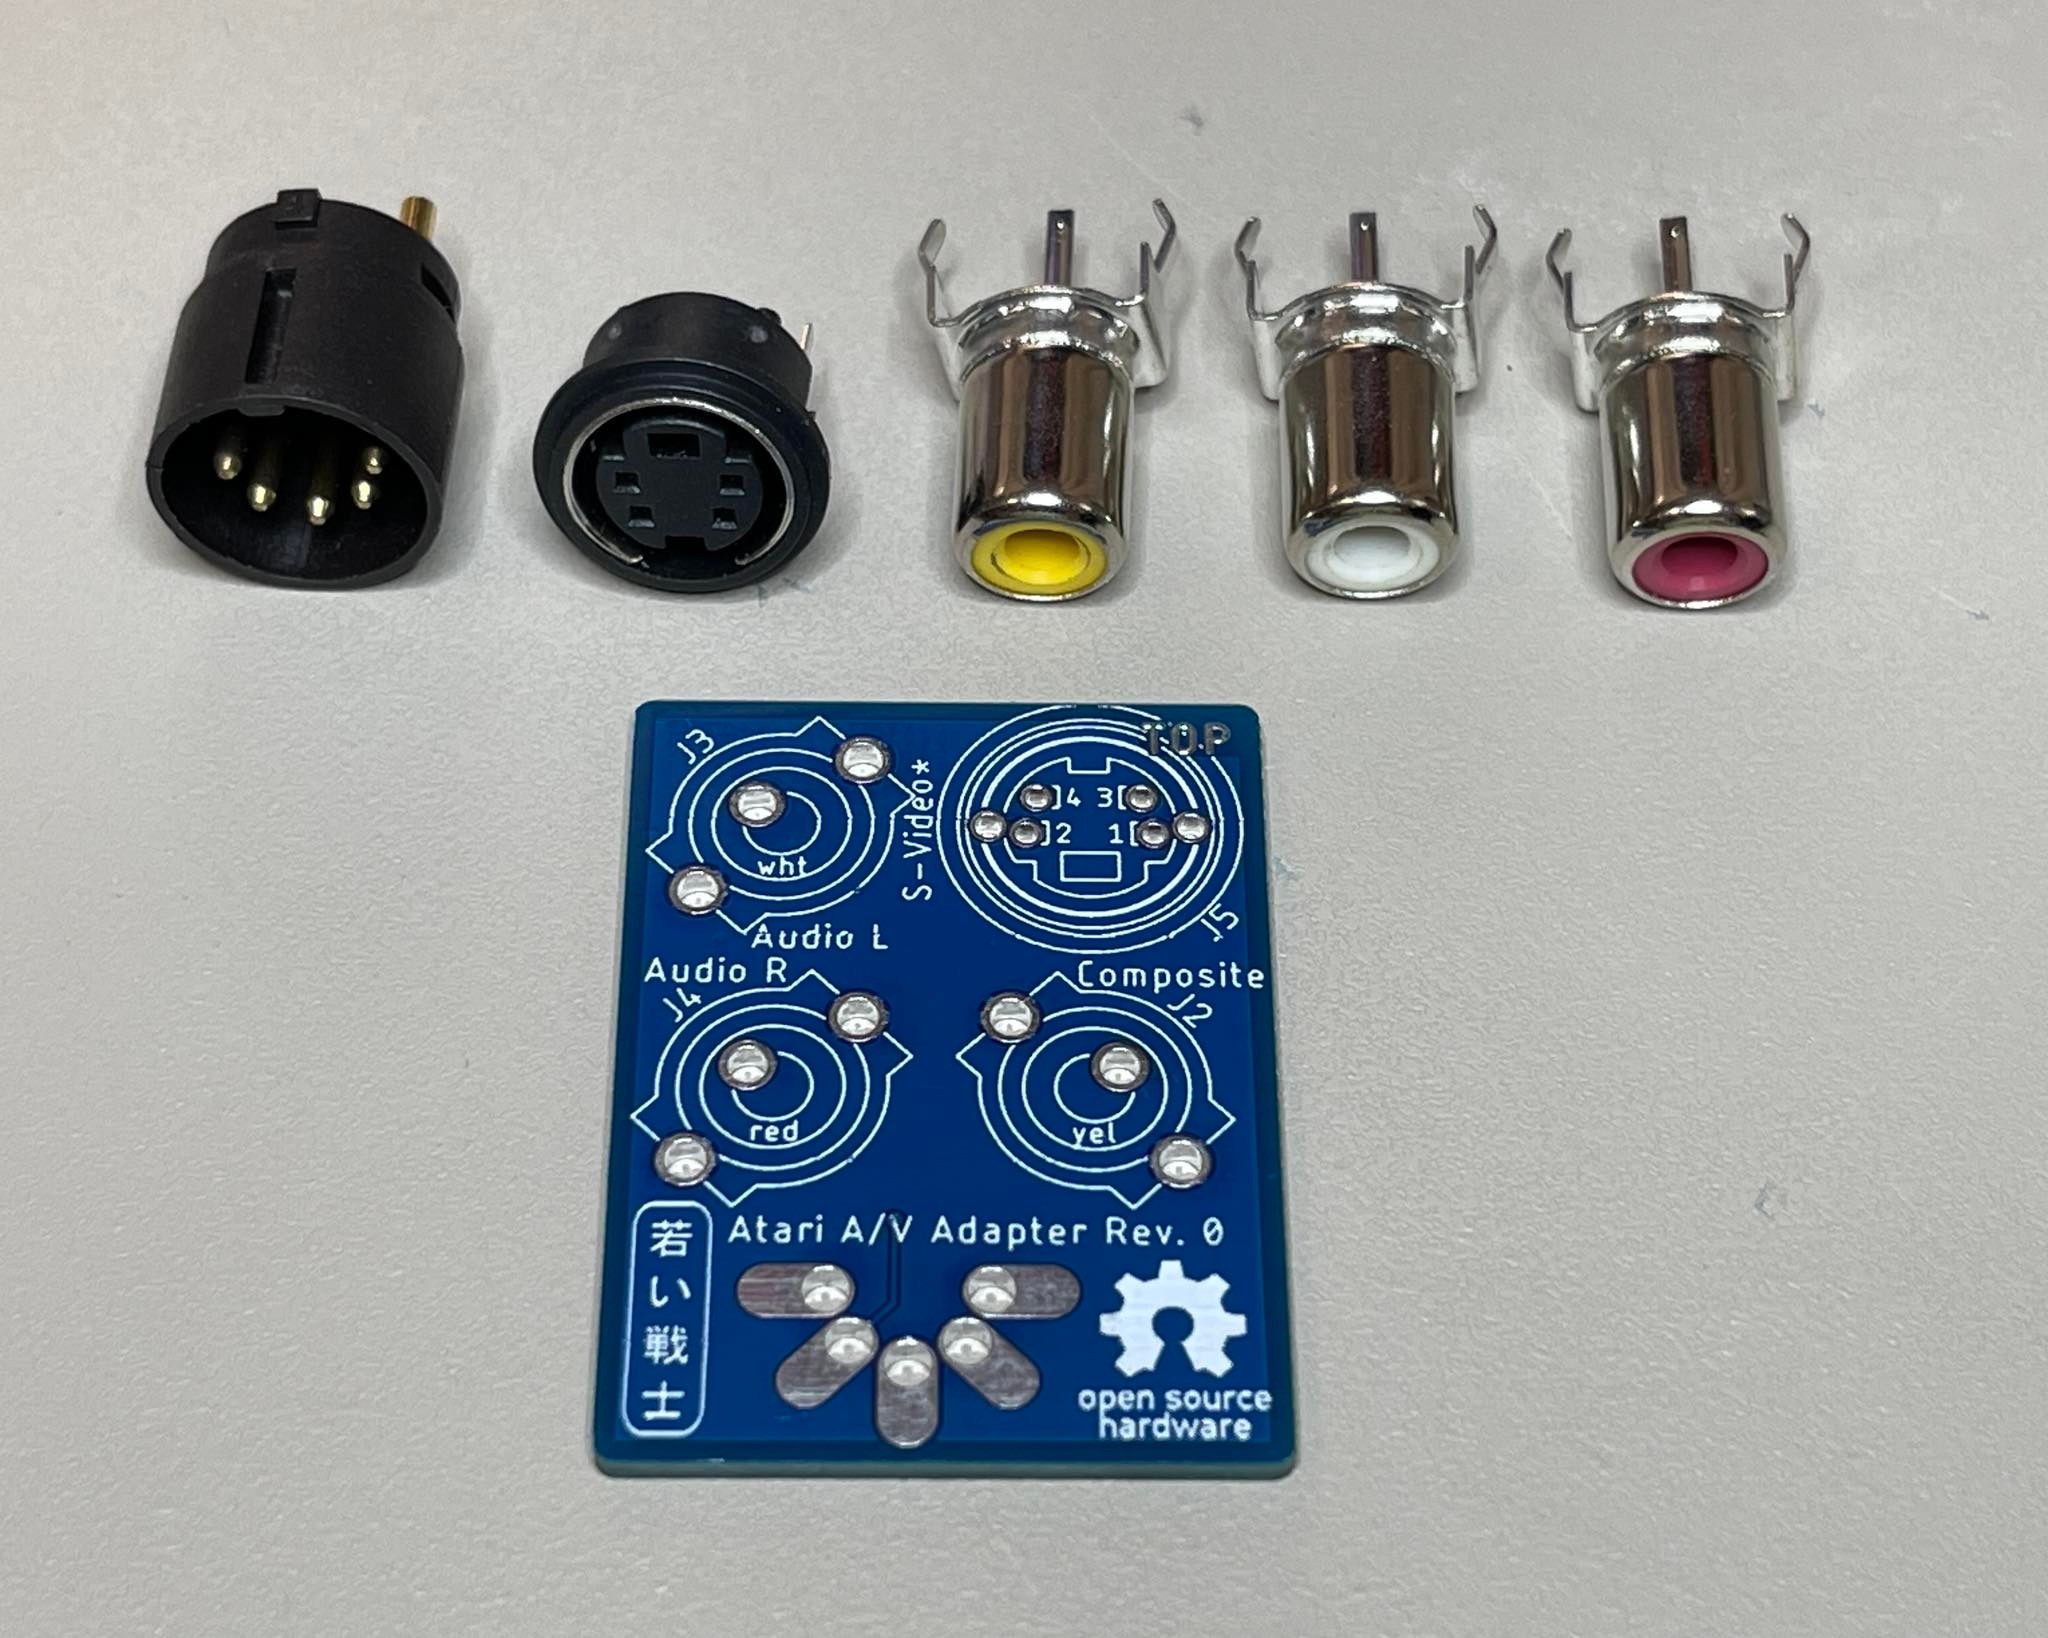 TOP
J3
]4 3[
]2 1[
wht
S-Video*
J5
Audio L
Audio R
Composite
J4
J2
red
yel
Atari A/V Adapter Rev. 0
若い戦士
open source
hardware